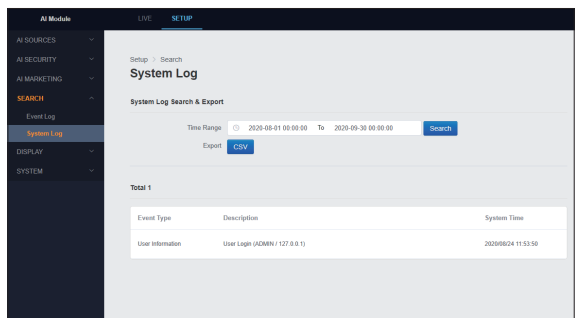 AI Module
LIVE SETUP
AI SOURCES
AI SECURITY
AI MARKETING
SEARCH
Event Log
System Log
DISPLAY
SYSTEM
Setup > Search
System Log
System Log Search & Export
Time Range 2020-08-01 00:00:00 To 2020-09-30 00:00:00 Search
Export CSV
Total 1
Event Type Description System Time
User Information User Login (ADMIN / 127.0.0.1) 2020/08/24 11:53:50